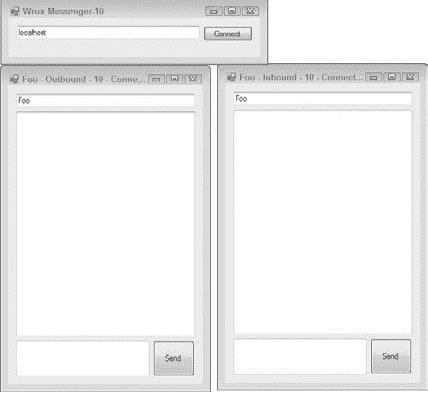 Wrox Messenger-10
localhost
Connect
Foo - Outbound - 10 - Conne...
Foo
Send
Foo - Inbound - 10 - Connect...
Foo
Send